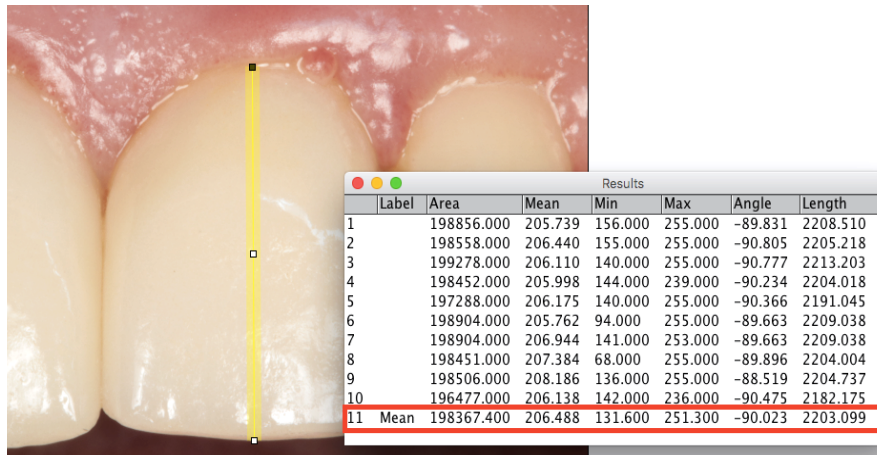 Results
Label Area Mean Min Max Angle Length
1 198856.000 205.739 156.000 255.000 -89.831 2208.510
2 198558.000 206.440 155.000 255.000 -90.805 2205.218
3 199278.000 206.110 140.000 255.000 -90.777 2213.203
4 198452.000 205.998 144.000 239.000 -90.234 2204.018
5 197288.000 206.175 140.000 255.000 -90.366 2191.045
6 198904.000 205.762 94.000 255.000 -89.663 2209.038
7 198904.000 206.944 141.000 253.000 -89.663 2209.038
8 198451.000 207.384 68.000 255.000 -89.896 2204.004
9 198506.000 208.186 136.000 255.000 -88.519 2204.737
10 196477.000 206.138 142.000 236.000 -90.475 2182.175
11 Mean 198367.400 206.488 131.600 251.300 -90.023 2203.099